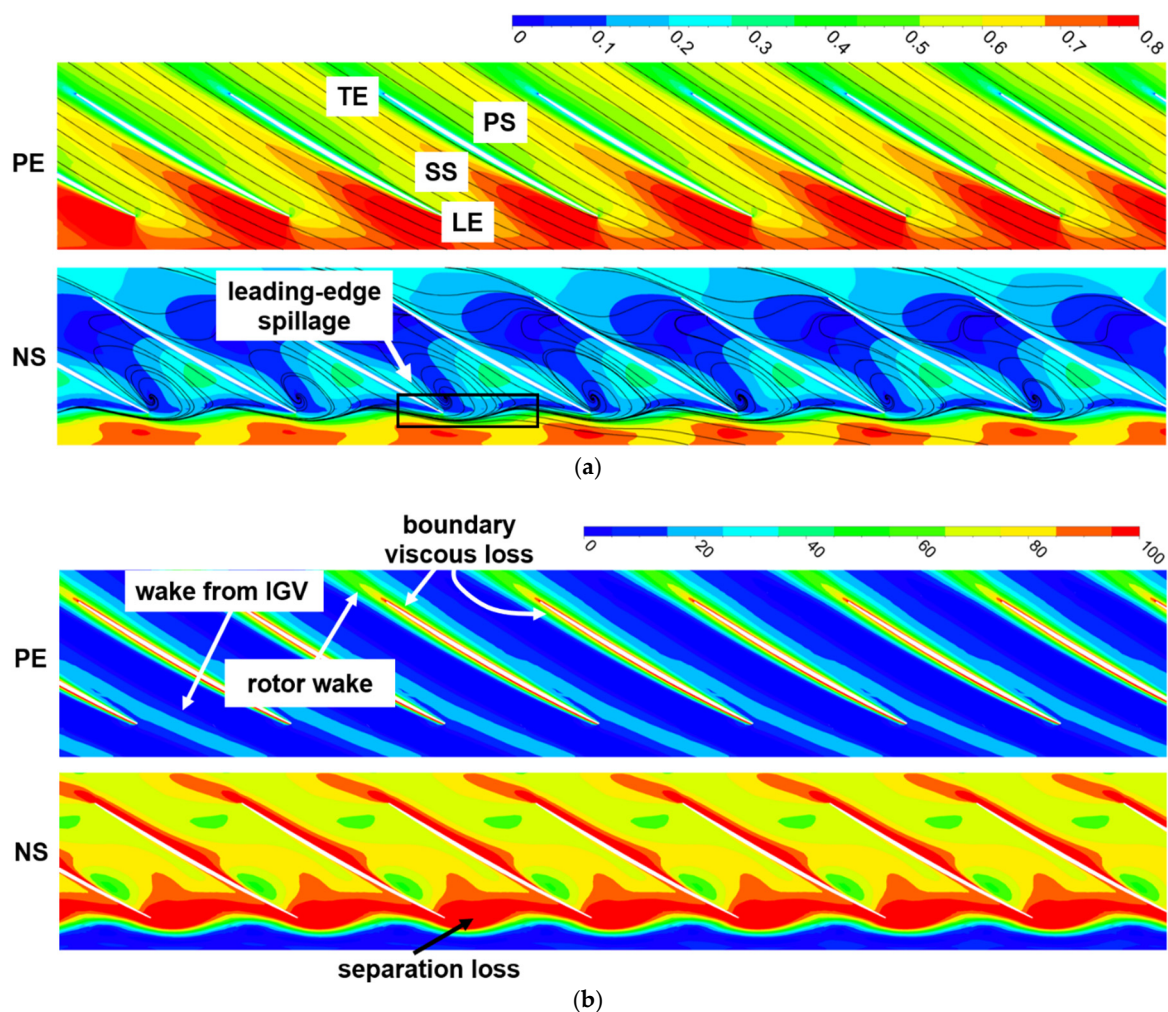 0 0.1 0.2 0.3 0.4 0.5 0.6 0.7 0.8
TE
PS
PE
SS
LE
leading-edge
spillage
NS
(a)
boundary
viscous loss
0 20 40 60 80 100
wake from IGV
PE
rotor wake
NS
separation loss
(b)